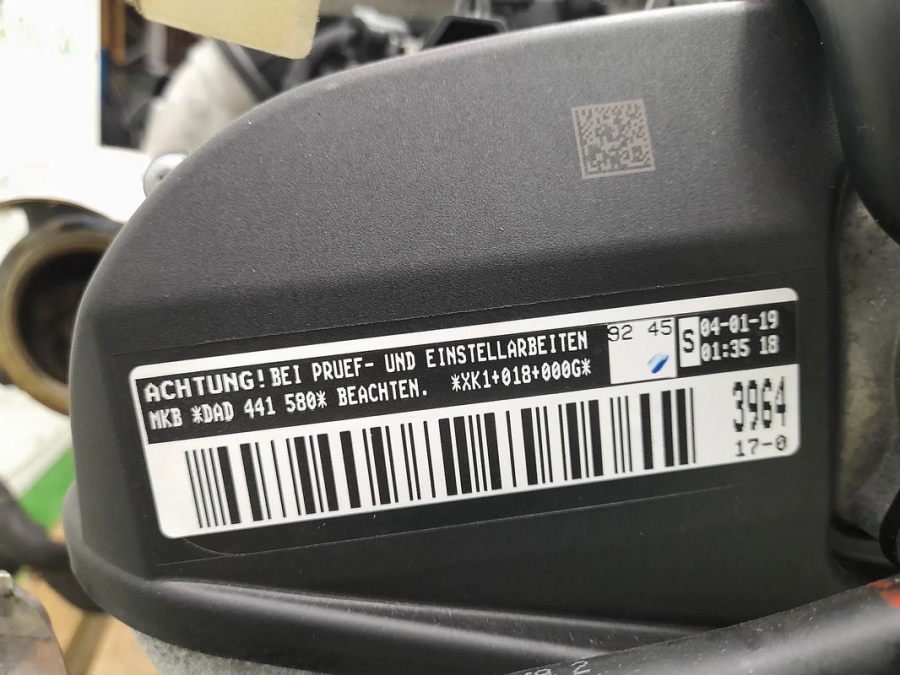 ACHTUNG! BEI PRUEF- UND EINSTELLARBEITEN
MKB *DAD 441 580* BEACHTEN. *XK1+018+000G*
92 45
S
04-01-19
01:35 18
3964
17-0